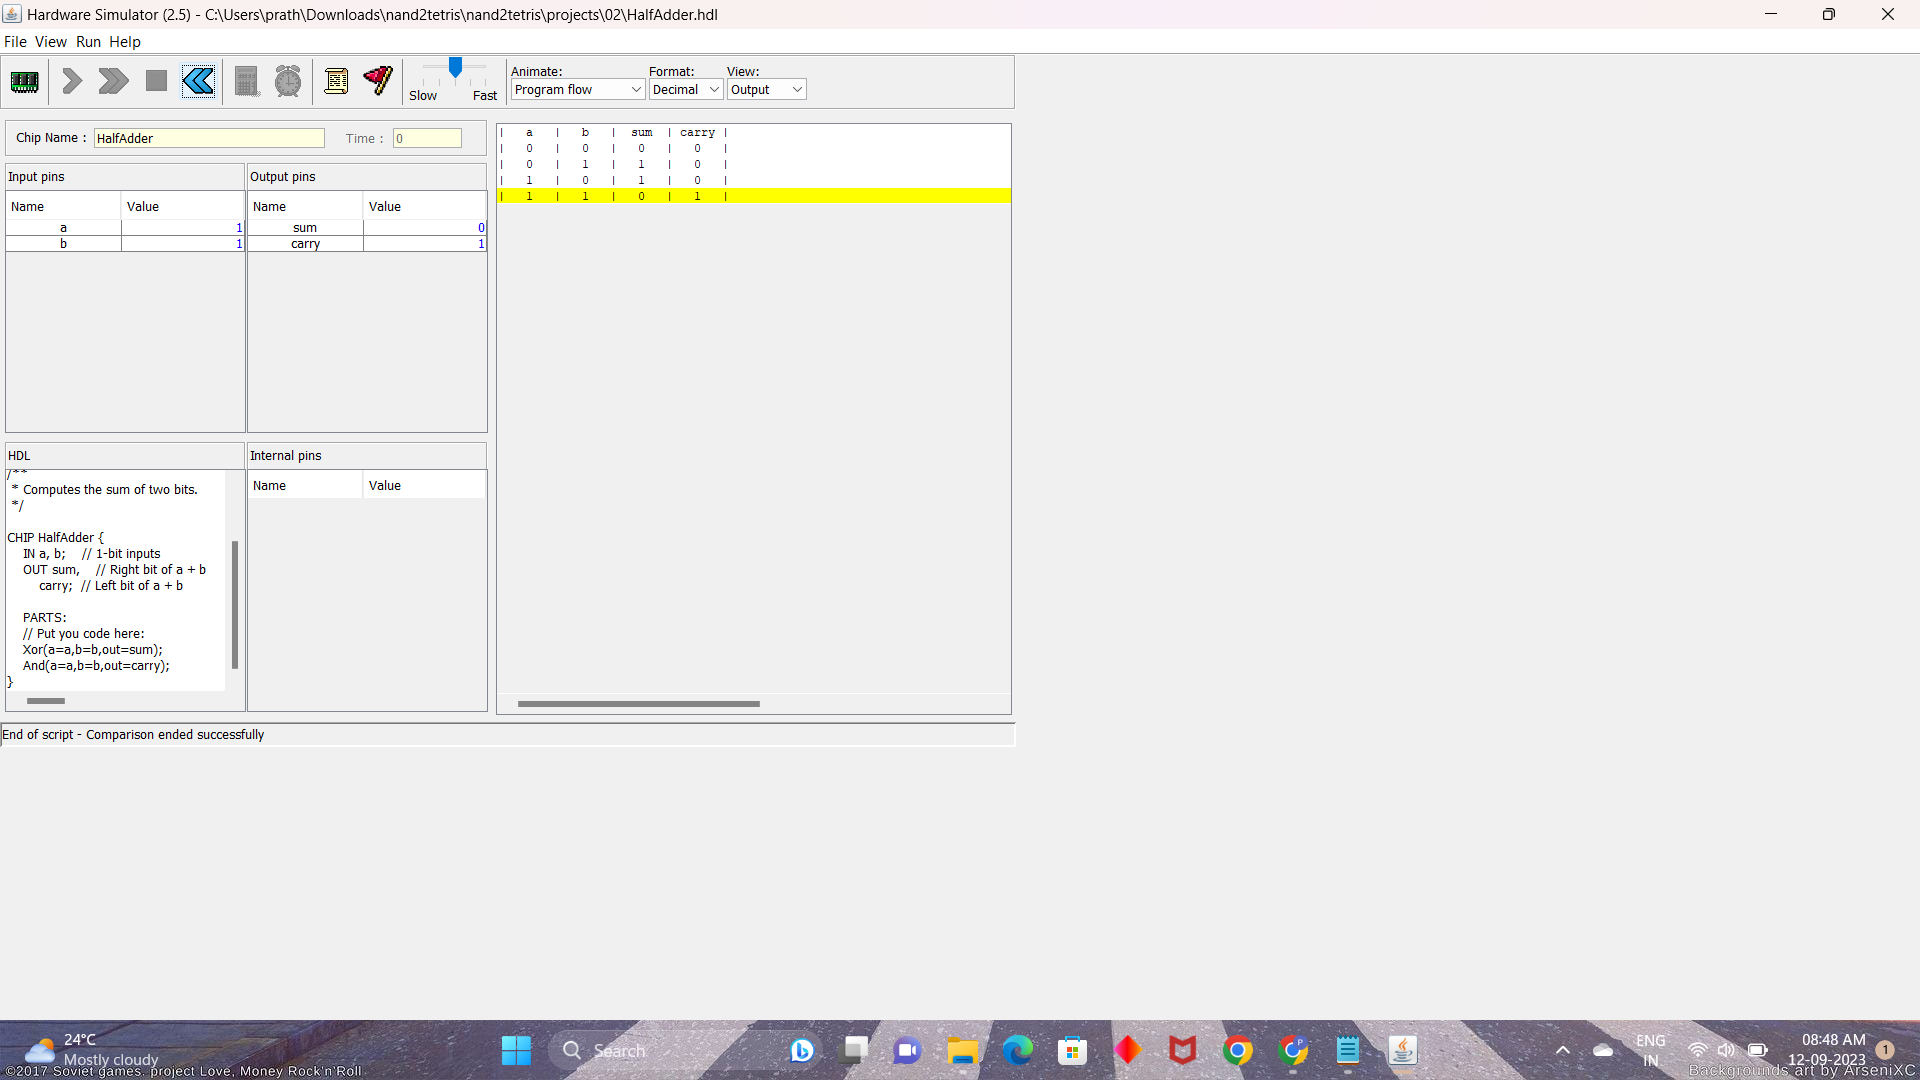 Hardware Simulator (2.5) - C:\Users\prath\Downloads\nand2tetris\nand2tetris\projects\02\HalfAdder.hdl
File View Run Help
Slow Fast
Animate: Format: View:
Program flow Decimal Output
Chip Name : HalfAdder Time : 0
Input pins
Name Value
a 1
b 1
Output pins
Name Value
sum 0
carry 1
| a | b | sum | carry |
| 0 | 0 | 0 | 0 |
| 0 | 1 | 1 | 0 |
| 1 | 0 | 1 | 0 |
| 1 | 1 | 0 | 1 |
HDL
/**
* Computes the sum of two bits.
*/
CHIP HalfAdder {
IN a, b; // 1-bit inputs
OUT sum, // Right bit of a + b
carry; // Left bit of a + b
PARTS:
// Put you code here:
Xor(a=a,b=b,out=sum);
And(a=a,b=b,out=carry);
}
Internal pins
Name Value
End of script - Comparison ended successfully
24°C
Mostly cloudy
©2017 Soviet games, project Love, Money Rock'n'Roll
Search
P
ENG
IN
08:48 AM
12-09-2023
1
Backgrounds art by ArseniXC